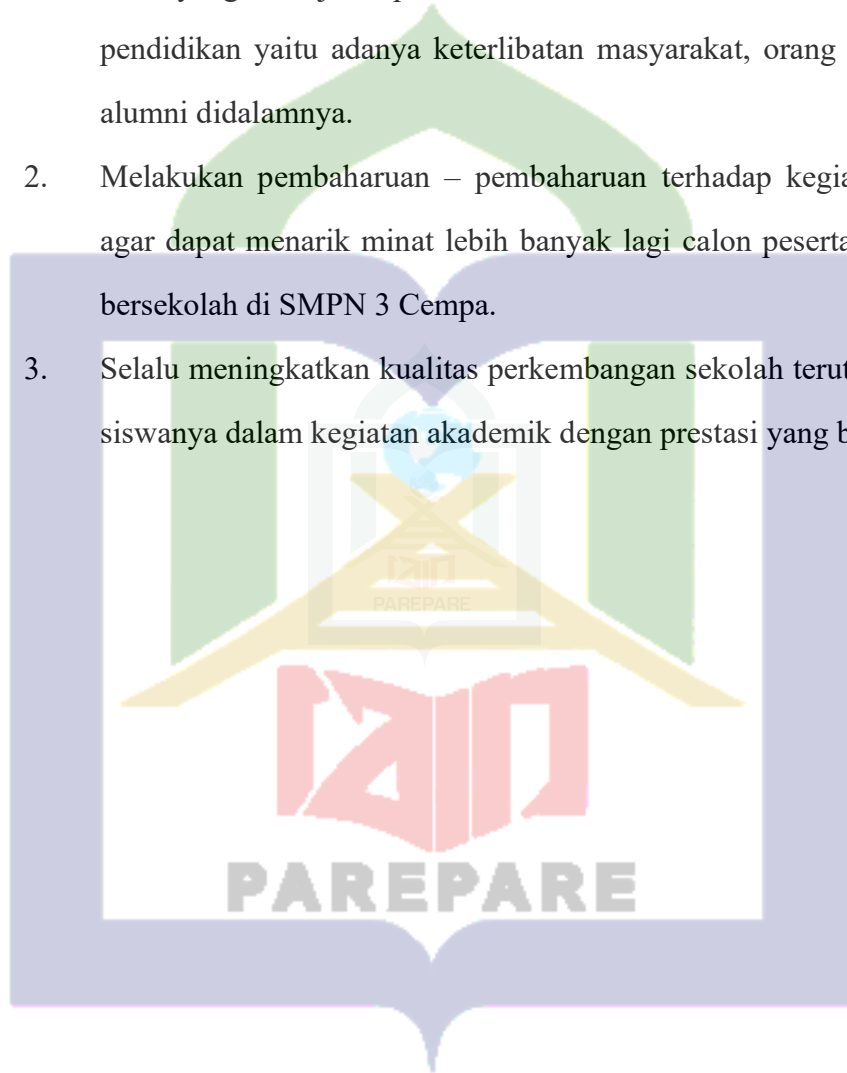 pendidikan yaitu adanya keterlibatan masyarakat, orang
alumni didalamnya.
2. Melakukan pembaharuan – pembaharuan terhadap
agar dapat menarik minat lebih banyak lagi calon peserta
bersekolah di SMPN 3 Cempa.
3. Selalu meningkatkan kualitas perkembangan sekolah
siswanya dalam kegiatan akademik dengan prestasi yang
iain
PAREPARE
iain
PAREPARE